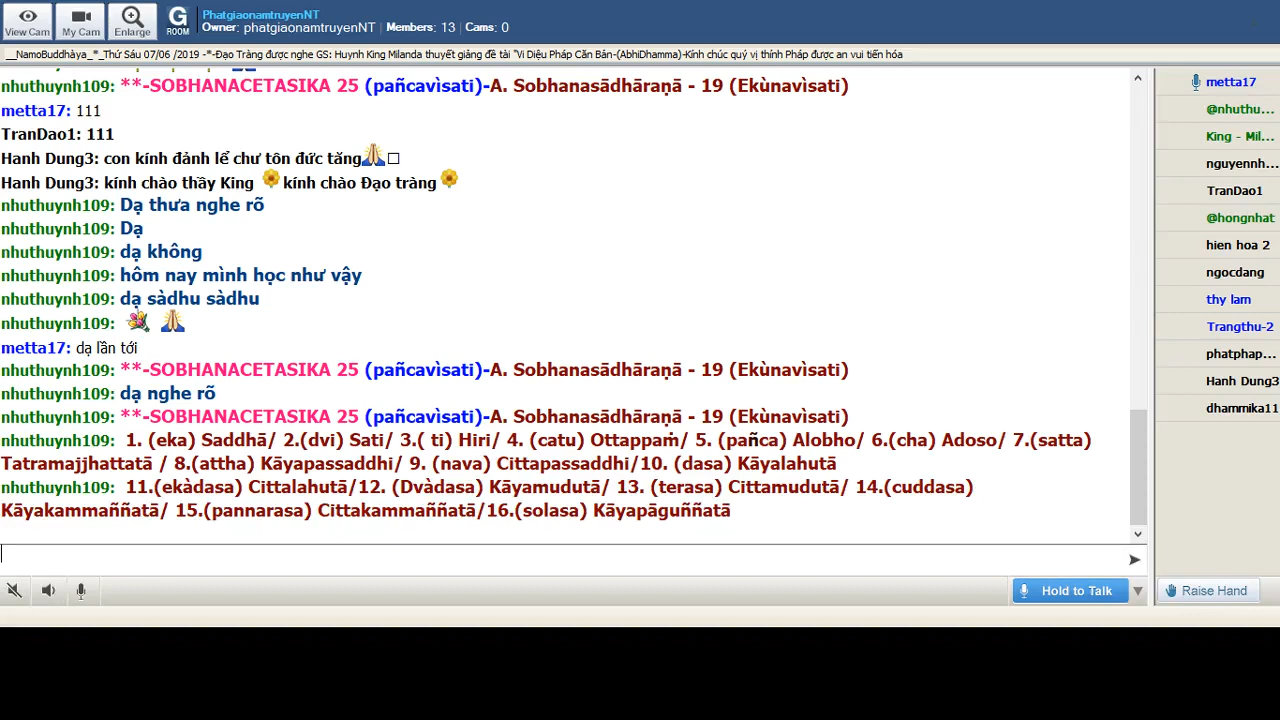 View Cam
My Cam
Enlarge
G
ROOM
PhatgiaonamtruyenNT
Owner: phatgiaonamtruyenNT | Members: 13 | Cams: 0
__NamoBuddhàya_*_Thứ Sáu 07/06 /2019 -*-Đạo Tràng được nghe GS: Huynh King Milanda thuyết giảng đề tài "Vi Diệu Pháp Căn Bản-(AbhiDhamma)-Kính chúc quý vị thính Pháp được an vui tiến hóa
nhuthuynh109: **-SOBHANACETASIKA 25 (pañcavìsati)-A. Sobhanasādhāraṇā - 19 (Ekùnavìsati)
metta17: 111
TranDao1: 111
Hanh Dung3: con kính đảnh lể chư tôn đức tăng🙏□
Hanh Dung3: kính chào thầy King 🌼 kính chào Đạo tràng 🌼
nhuthuynh109: Dạ thưa nghe rõ
nhuthuynh109: Dạ
nhuthuynh109: dạ không
nhuthuynh109: hôm nay mình học như vậy
nhuthuynh109: dạ sàdhu sàdhu
nhuthuynh109: 💐 🙏
metta17: dạ lần tới
nhuthuynh109: **-SOBHANACETASIKA 25 (pañcavìsati)-A. Sobhanasādhāraṇā - 19 (Ekùnavìsati)
nhuthuynh109: dạ nghe rõ
nhuthuynh109: **-SOBHANACETASIKA 25 (pañcavìsati)-A. Sobhanasādhāraṇā - 19 (Ekùnavìsati)
nhuthuynh109: 1. (eka) Saddhā/ 2.(dvi) Sati/ 3.( ti) Hiri/ 4. (catu) Ottappaṁ/ 5. (pañca) Alobho/ 6.(cha) Adoso/ 7.(satta)
Tatramajjhattatā / 8.(attha) Kāyapassaddhi/ 9. (nava) Cittapassaddhi/10. (dasa) Kāyalahutā
nhuthuynh109: 11.(ekàdasa) Cittalahutā/12. (Dvàdasa) Kāyamudutā/ 13. (terasa) Cittamudutā/ 14.(cuddasa)
Kāyakammaññatā/ 15.(pannarasa) Cittakammaññatā/16.(solasa) Kāyapāguññatā
metta17
@nhuthu...
King - Mil...
nguyennh...
TranDao1
@hongnhat
hien hoa 2
ngocdang
thy lam
Trangthu-2
phatphap...
Hanh Dung3
dhammika11
Hold to Talk
Raise Hand